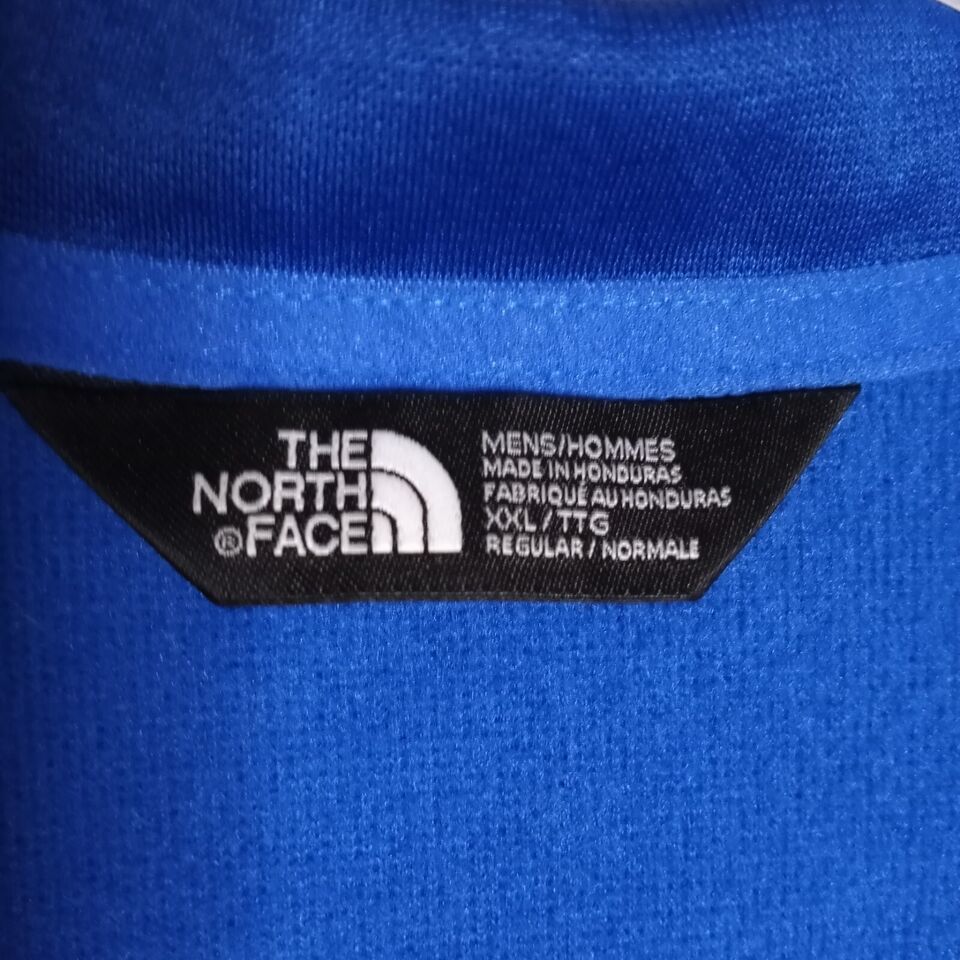 THE
NORTH
®FACE
MENS/HOMMES
MADE IN HONDURAS
FABRIQUÉ AU HONDURAS
XXL/TTG
REGULAR / NORMALE